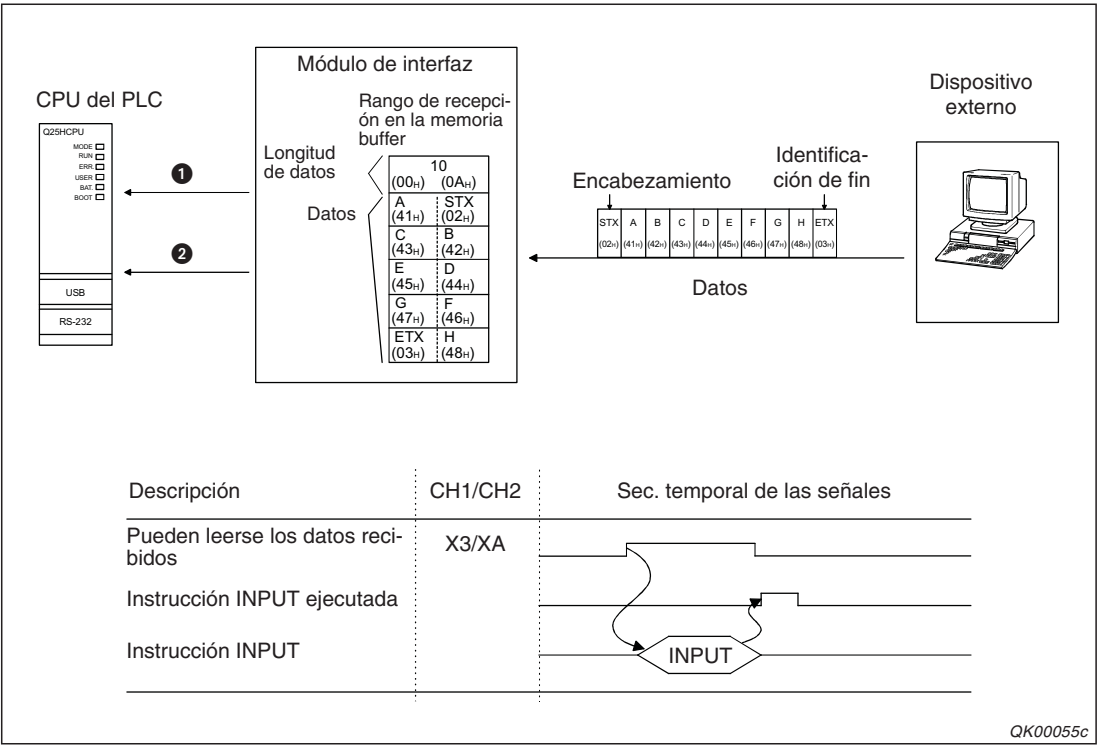 Módulo de interfaz
CPU del PLC
Q25HCPU
MODE
RUN
ERR.
USER
BAT.
BOOT
USB
RS-232
1
2
Rango de recepci-
ón en la memoria
buffer
Longitud
de datos
Datos
10
(00H) (0AH)
A STX
(41H) (02H)
C B
(43H) (42H)
E D
(45H) (44H)
G F
(47H) (46H)
ETX H
(03H) (48H)
Encabezamiento
Identifica-
ción de fin
STX A B C D E F G H ETX
(02H) (41H) (42H) (43H) (44H) (45H) (46H) (47H) (48H) (03H)
Datos
Dispositivo
externo
Descripción CH1/CH2 Sec. temporal de las señales
Pueden leerse los datos reci-
bidos
X3/XA
Instrucción INPUT ejecutada
Instrucción INPUT
INPUT
QK00055c